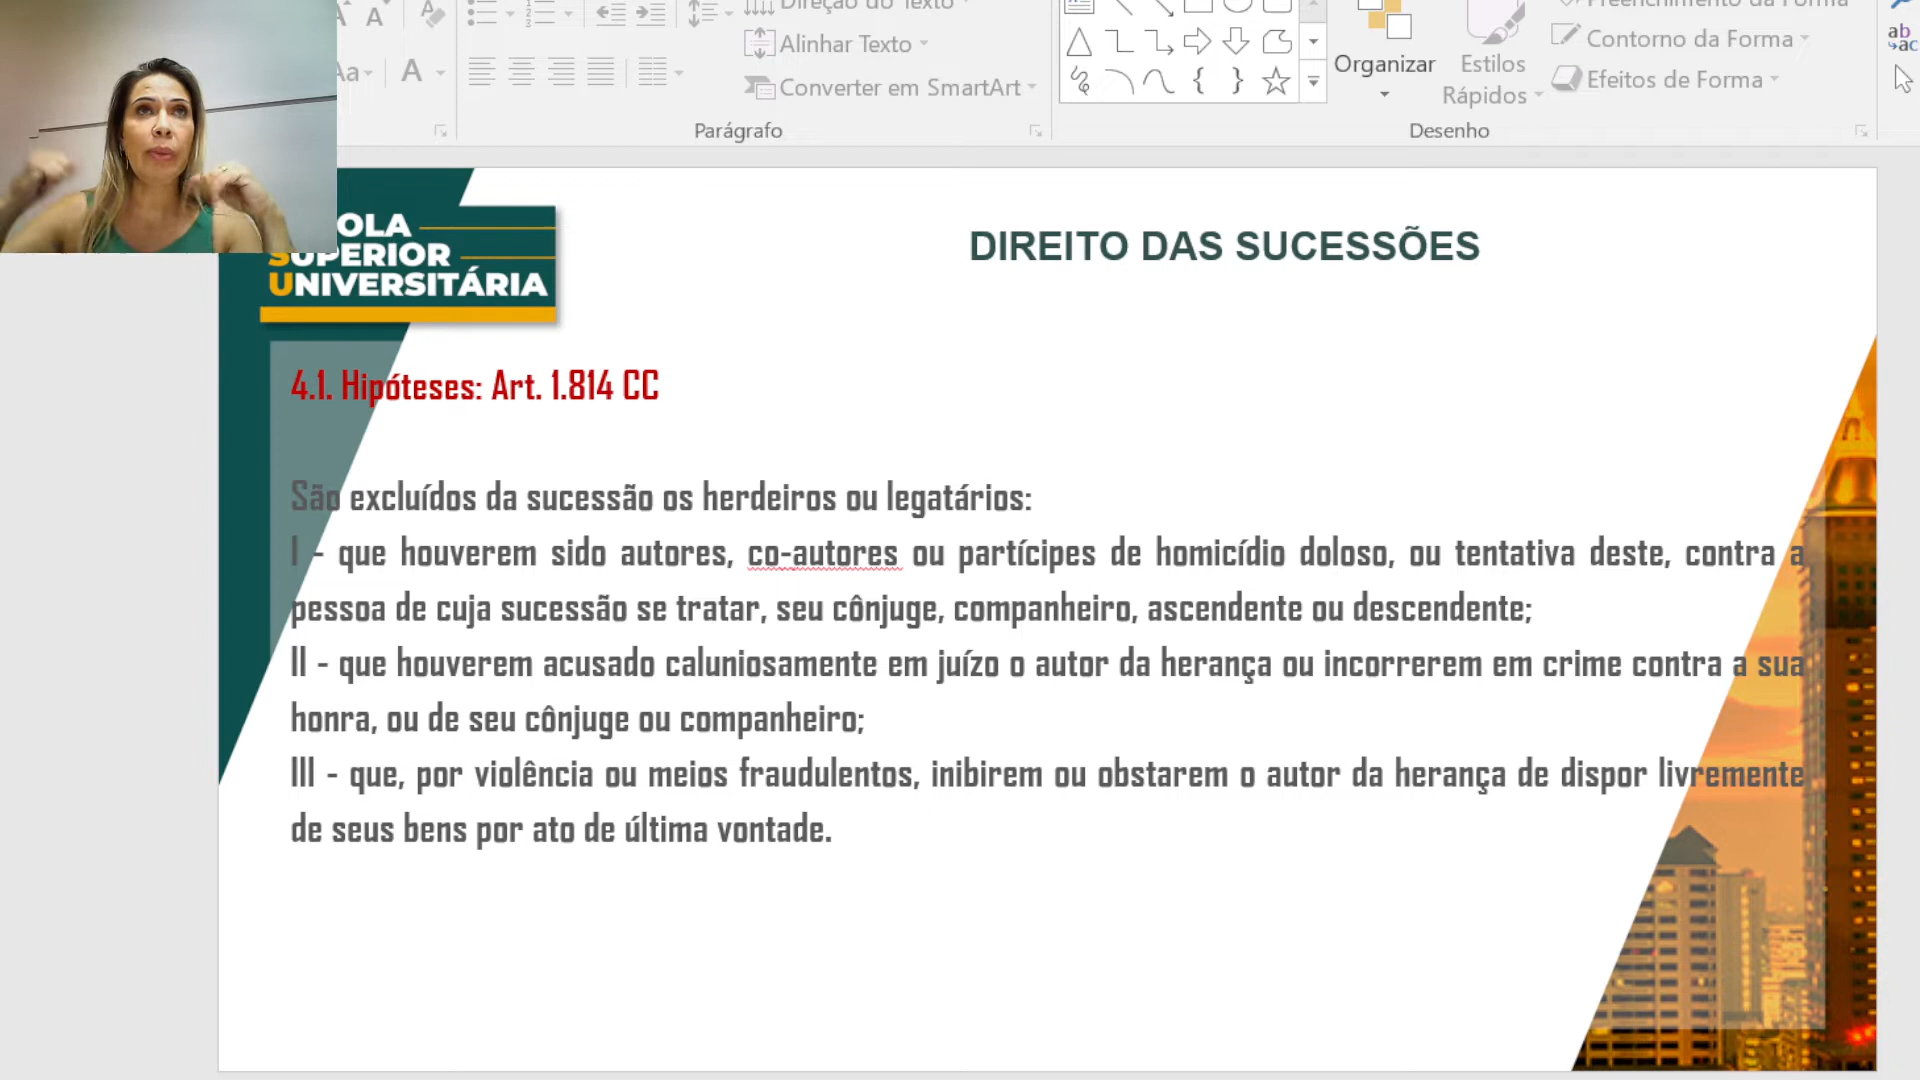 Aa
A
Alinhar Texto
Converter em SmartArt
Parágrafo
Organizar
Estilos
Rápidos
Contorno da Forma
Efeitos de Forma
Desenho
ab
ac
OLA
SUPERIOR
UNIVERSITÁRIA
DIREITO DAS SUCESSÕES
4.1. Hipóteses: Art. 1.814 CC
São excluídos da sucessão os herdeiros ou legatários:
I - que houverem sido autores, co-autores ou partícipes de homicídio doloso, ou tentativa deste, contra a
pessoa de cuja sucessão se tratar, seu cônjuge, companheiro, ascendente ou descendente;
II - que houverem acusado caluniosamente em juízo o autor da herança ou incorrerem em crime contra a sua
honra, ou de seu cônjuge ou companheiro;
III - que, por violência ou meios fraudulentos, inibirem ou obstarem o autor da herança de dispor livremente
de seus bens por ato de última vontade.